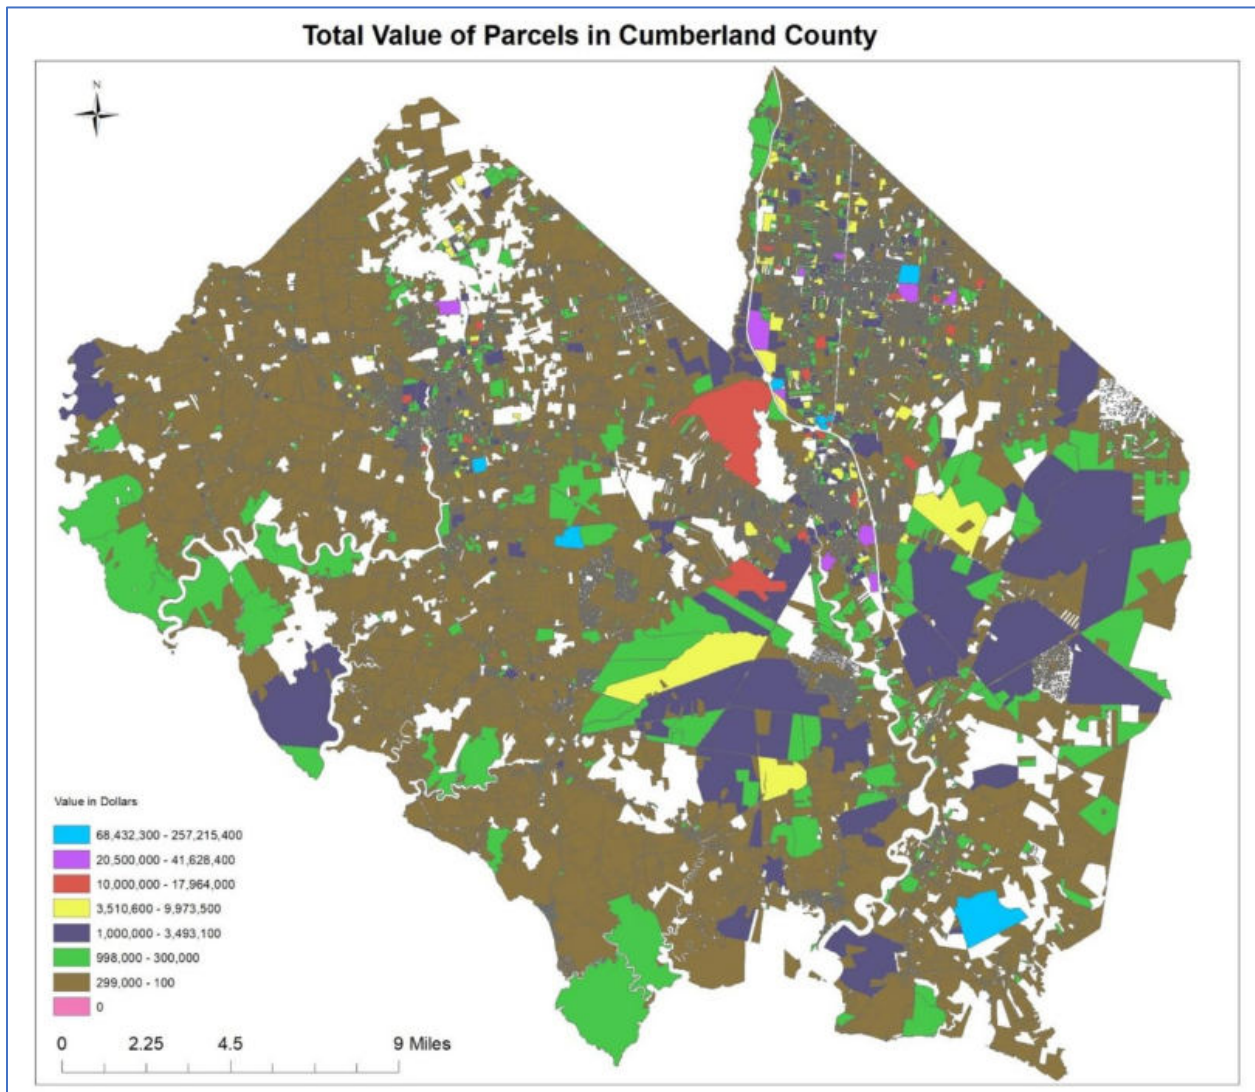 Total Value of Parcels in Cumberland County
N
Value in Dollars
68,432,300 - 257,215,400
20,500,000 - 41,628,400
10,000,000 - 17,964,000
3,510,600 - 9,973,500
1,000,000 - 3,493,100
998,000 - 300,000
299,000 - 100
0
0 2.25 4.5 9 Miles